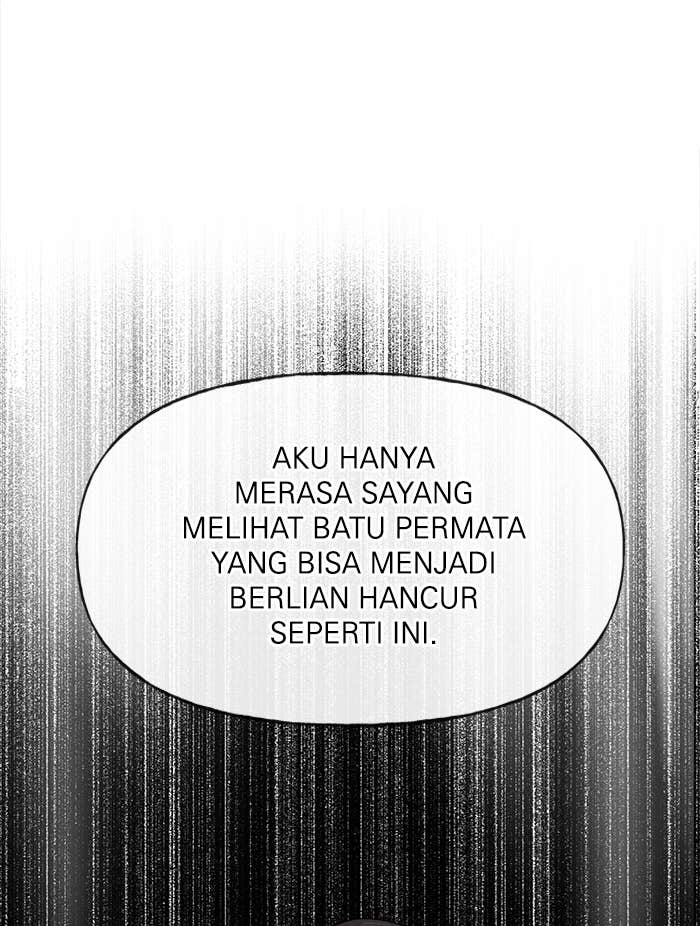 AKU HANYA
MERASA SAYANG
MELIHAT BATU PERMATA
YANG BISA MENJADI
BERLIAN HANCUR
SEPERTI INI.